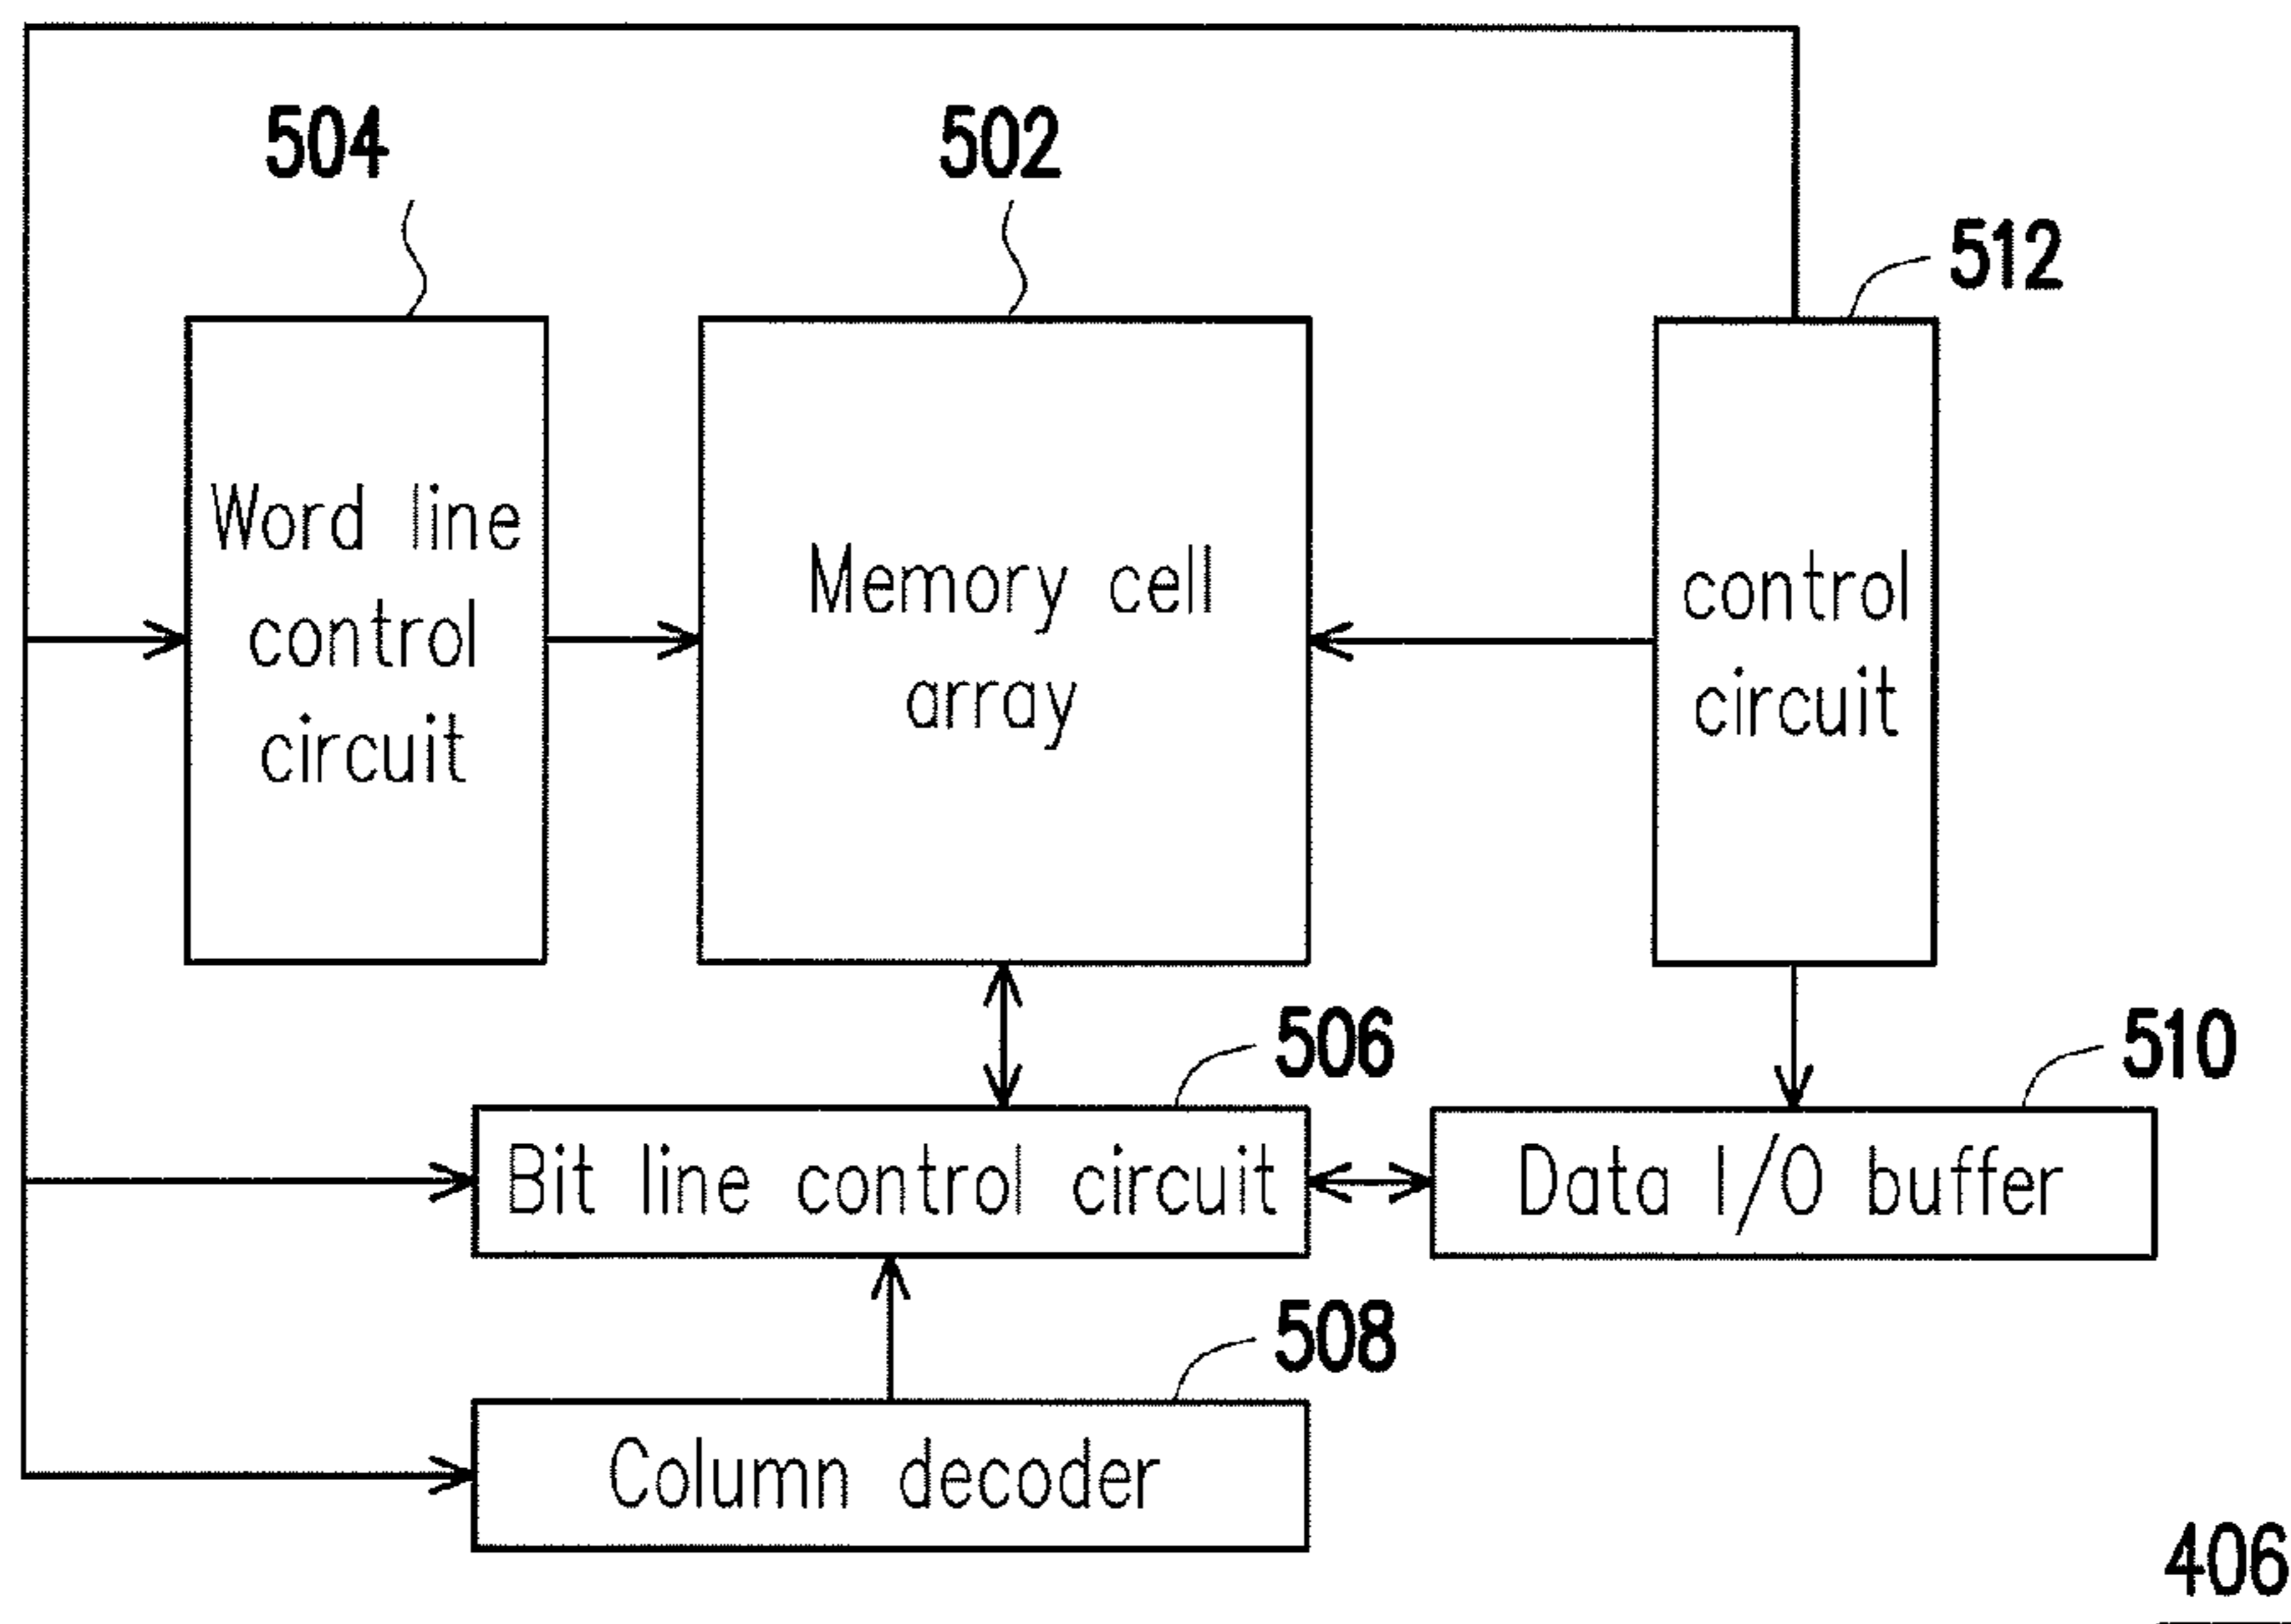 504
502
512
Word line
control
circuit
Memory cell
array
control
circuit
506
510
Bit line control circuit
Data I/O buffer
508
Column decoder
406